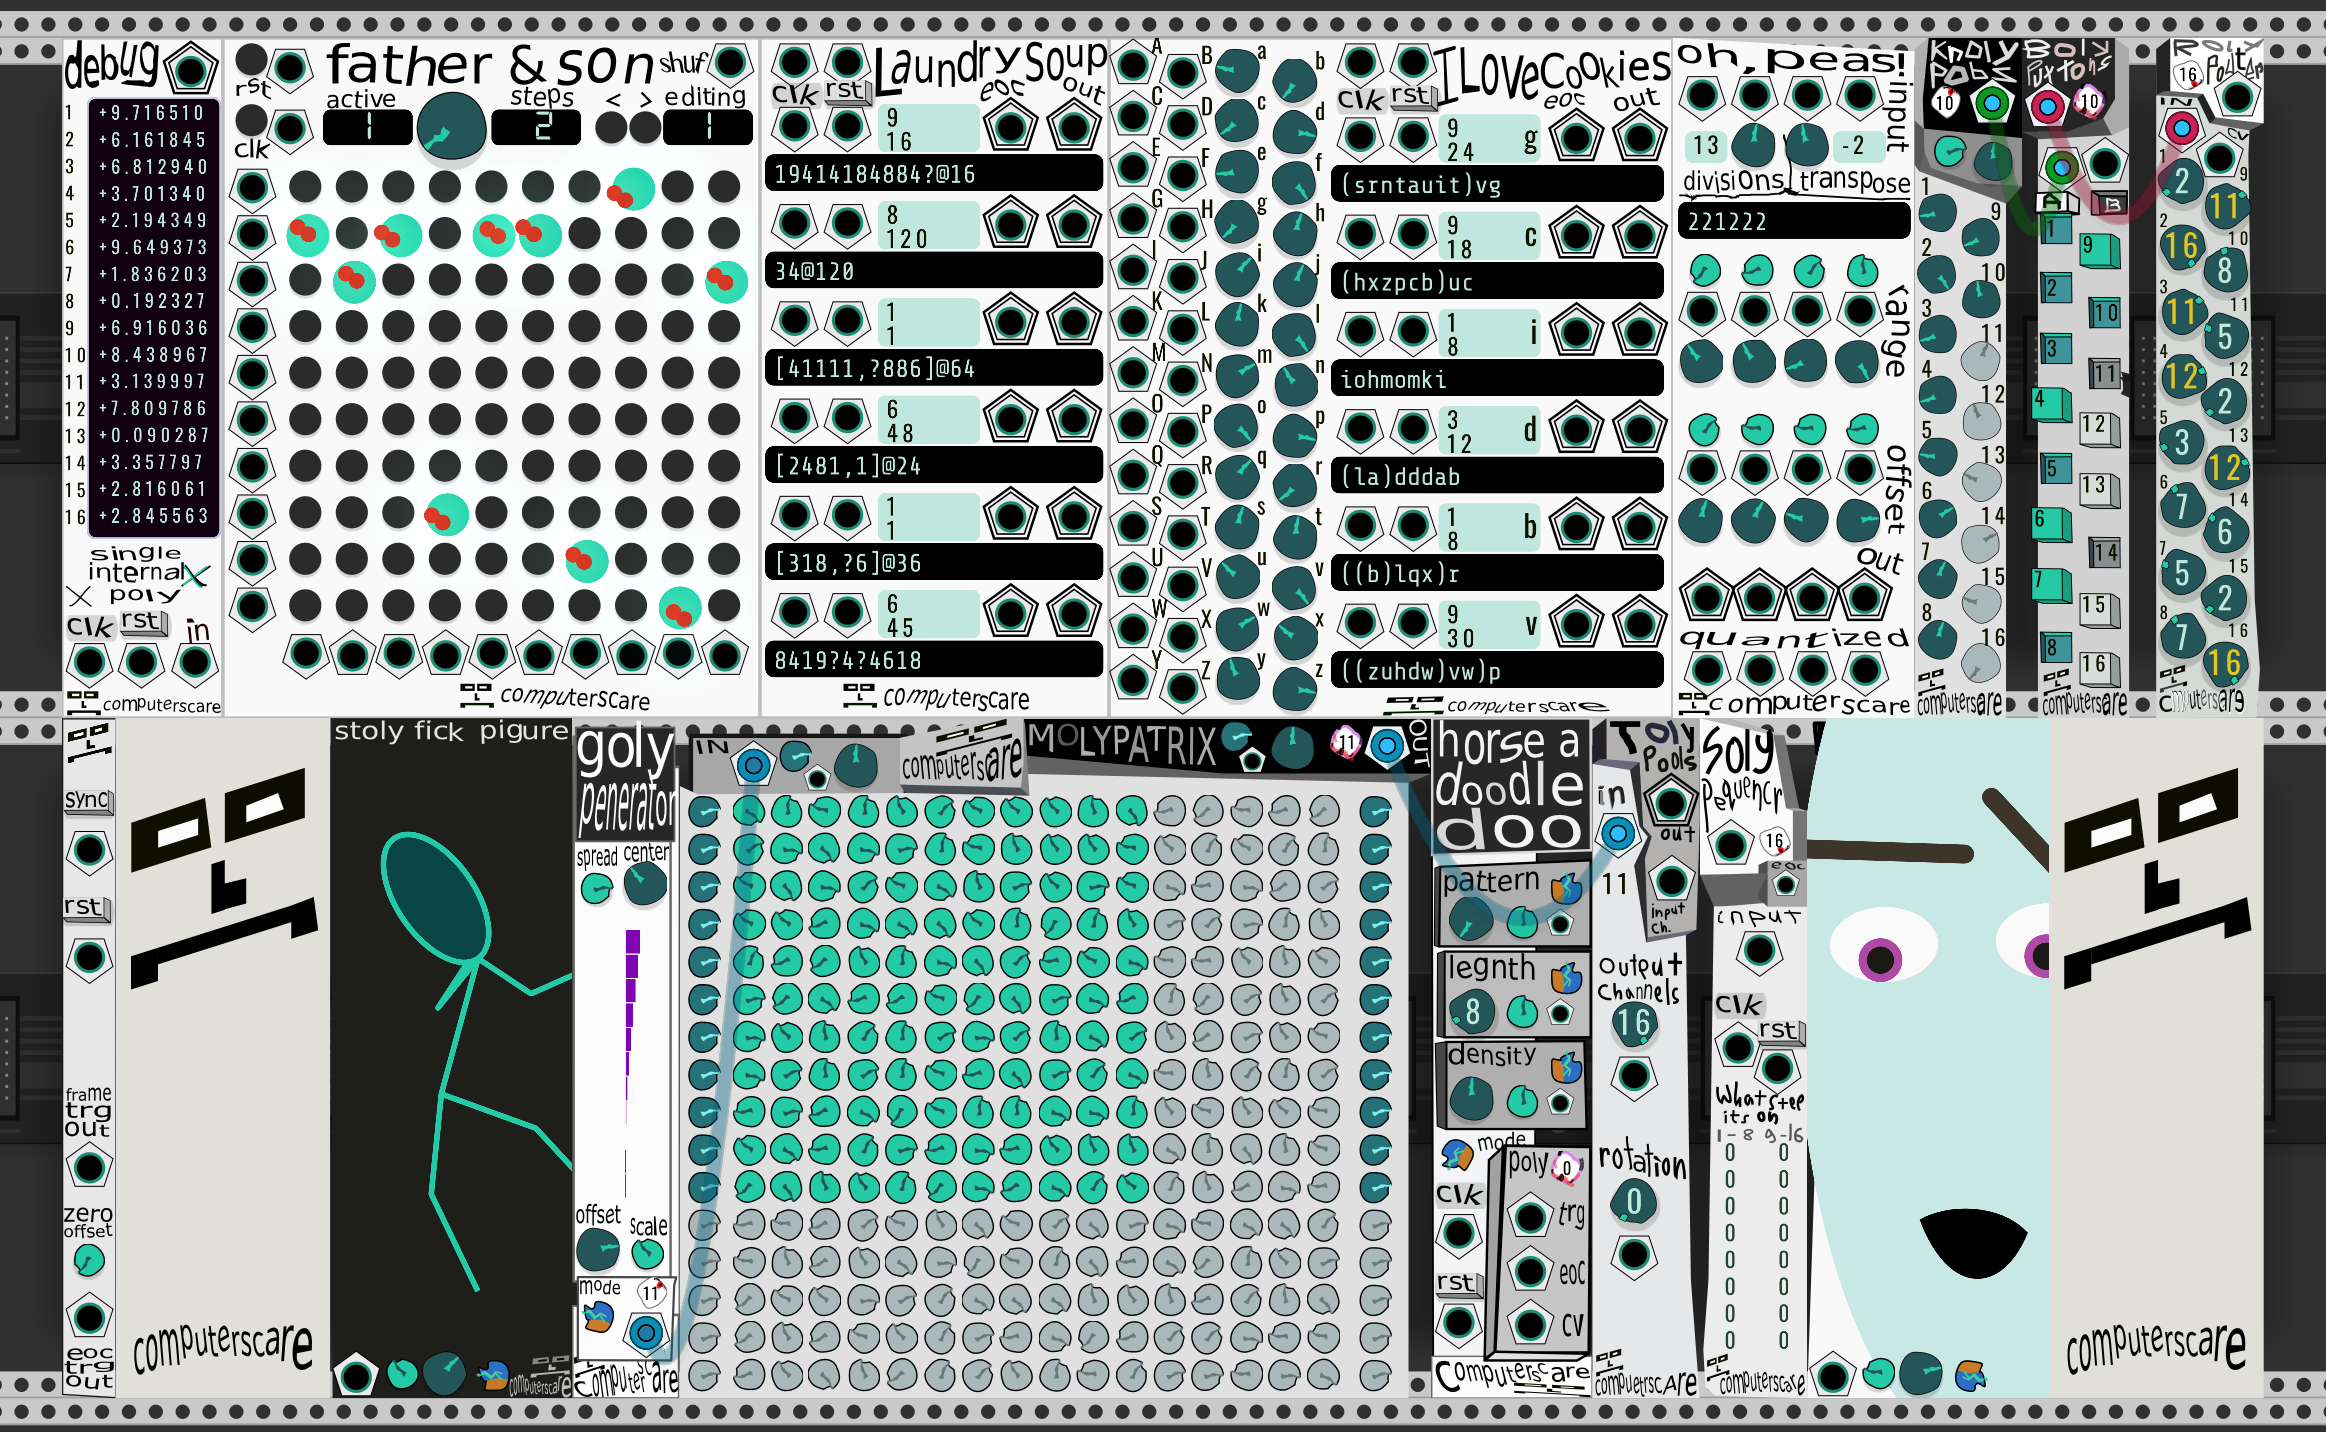 debug
1 +9.716510
2 +6.161845
3 +6.812940
4 +3.701340
5 +2.194349
6 +9.649373
7 +1.836203
8 +0.192327
9 +6.916036
10 +8.438967
11 +3.139997
12 +7.809786
13 +0.090287
14 +3.357797
15 +2.816061
16 +2.845563
single
internal
poly
clk rst in
computerscare
father & son
rst
clk
shuf
active
steps
< > editing
1
2
1
computerscare
LaundrySoup
clk rst
eoc out
9
16
19414184884?@16
8
120
34@120
1
1
[41111,?886]@64
6
48
[2481,1]@24
1
1
[318,?6]@36
6
45
8419?4?4618
computerscare
A B a b
C D c d
E F e f
G H g h
I J i j
K L k l
M N m n
O P o p
Q R q r
S T s t
U V u v
W X w x
Y Z y z
ILoveCookies
clk rst
eoc out
9
24
g
(srntauit)vg
9
18
c
(hxzpcb)uc
1
8
i
iohmomki
3
12
d
(la)dddab
1
8
b
((b)lqx)r
9
30
v
((zuhdw)vw)p
computerscare
oh, peas!
input
13
-2
divisions
transpose
221222
range
offset
out
quantized
computerscare
Knoly
Pobs
10
1 2 3 4 5 6 7 8
9 10 11 12 13 14 15 16
computerscare
Boly
Puttons
10
A B
1 2 3 4 5 6 7 8
9 10 11 12 13 14 15 16
computerscare
Roly
Pouter
16
IN
CV
1 2
2 16
3 11
4 12
5 3
6 7
7 5
8 7
9 11
10 8
11 5
12 2
13 12
14 6
15 2
16 16
computerscare
sync
rst
frame
trg
out
zero
offset
eoc
trg
out
computerscare
stoly fick pigure
computerscare
goly
penerator
spread center
offset
scale
mode
11
computerscare
IN
computerscare
MOLYPATRIX
11
OUT
horse a
doodle
doo
pattern
legnth
8
density
mode
poly
0
clk
trg
eoc
rst
cv
computerscare
Toly
Pools
in
out
11
input
ch.
Output
Channels
16
rotation
0
computerscare
Soly
Pequencr
16
eoc
input
clk
rst
What step
its on
1-8 9-16
0 0
0 0
0 0
0 0
0 0
0 0
0 0
0 0
computerscare
computerscare